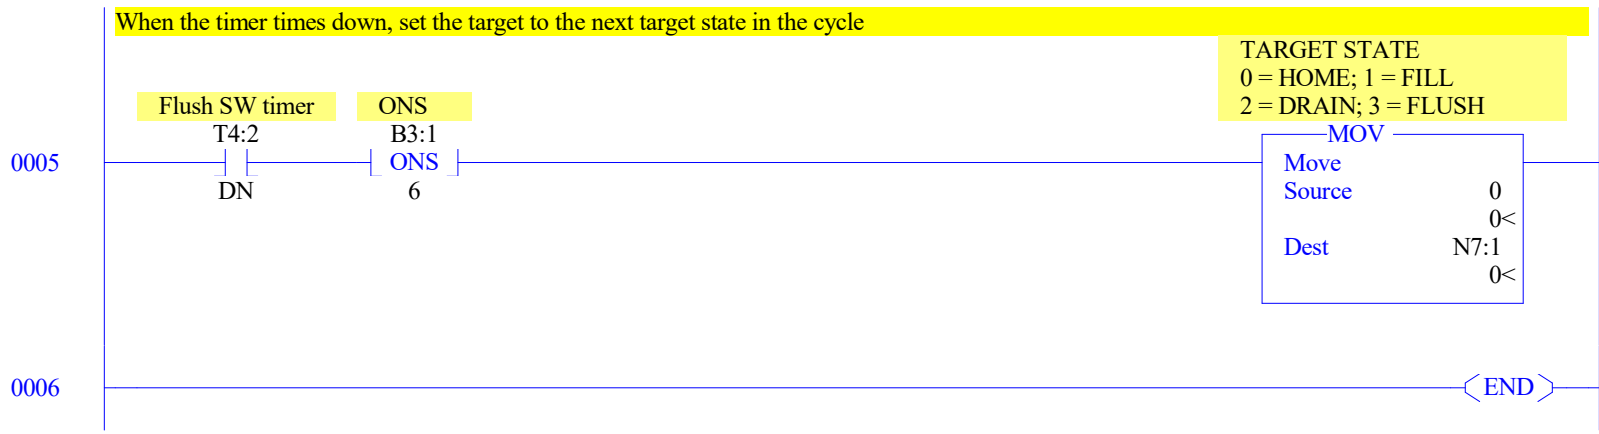 When the timer times down, set the target to the next target state in the cycle
TARGET STATE
0 = HOME; 1 = FILL
2 = DRAIN; 3 = FLUSH
Flush SW timer
ONS
T4:2
B3:1
MOV
0005
ONS
Move
DN
6
Source 0
0<
Dest N7:1
0<
0006
END